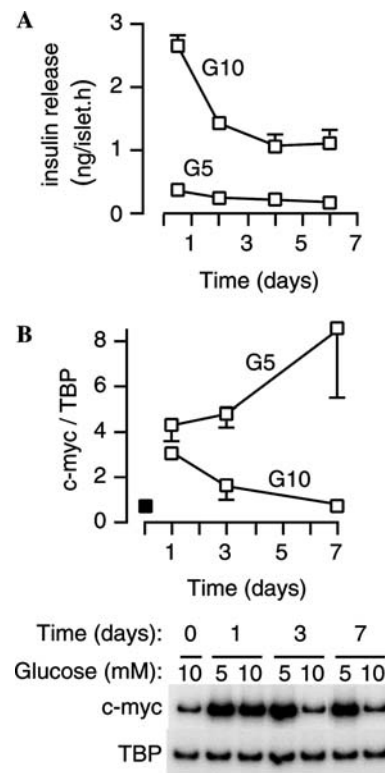 A
insulin release
(ng/islet.h)
3
2
1
0
G10
G5
1 3 5 7
Time (days)
B
c-myc / TBP
8
6
4
2
0
G5
G10
1 3 5 7
Time (days)
Time (days): 0 1 3 7
Glucose (mM): 10 5 10 5 10 5 10
c-myc
TBP